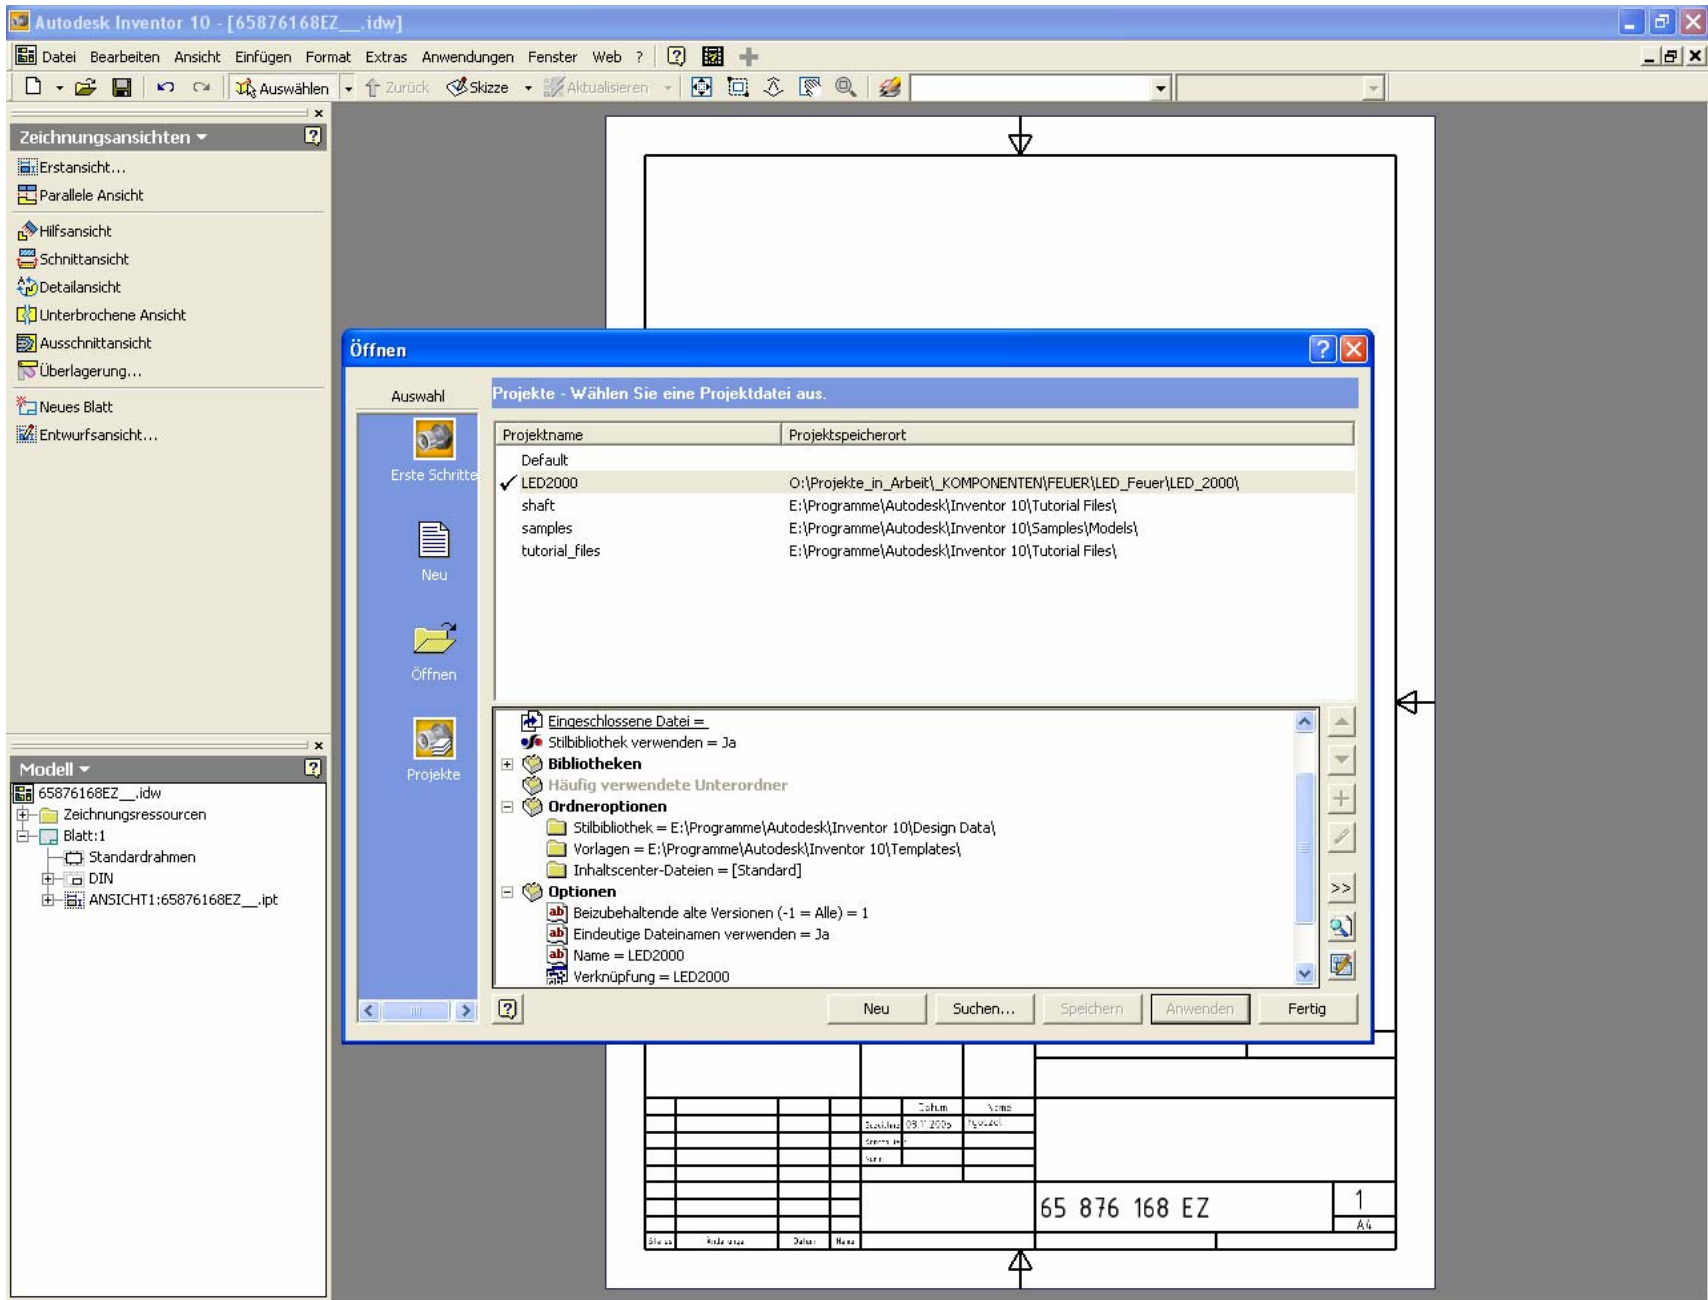 Autodesk Inventor 10 - [65876168EZ__.idw]
Datei Bearbeiten Ansicht Einfügen Format Extras Anwendungen Fenster Web ?
Auswählen Zurück Skizze Aktualisieren
Zeichnungsansichten
Erstansicht...
Parallele Ansicht
Hilfsansicht
Schnittansicht
Detailansicht
Unterbrochene Ansicht
Ausschnittansicht
Überlagerung...
Neues Blatt
Entwurfsansicht...
Modell
65876168EZ__.idw
Zeichnungsressourcen
Blatt:1
Standardrahmen
DIN
ANSICHT1:65876168EZ__.ipt
Öffnen
Auswahl
Erste Schritte
Neu
Öffnen
Projekte
Projekte - Wählen Sie eine Projektdatei aus.
Projektname Projektspeicherort
Default
LED2000 O:\Projekte_in_Arbeit\_KOMPONENTEN\FEUER\LED_Feuer\LED_2000\
shaft E:\Programme\Autodesk\Inventor 10\Tutorial Files\
samples E:\Programme\Autodesk\Inventor 10\Samples\Models\
tutorial_files E:\Programme\Autodesk\Inventor 10\Tutorial Files\
Eingeschlossene Datei =
Stilbibliothek verwenden = Ja
Bibliotheken
Häufig verwendete Unterordner
Ordneroptionen
Stilbibliothek = E:\Programme\Autodesk\Inventor 10\Design Data\
Vorlagen = E:\Programme\Autodesk\Inventor 10\Templates\
Inhaltscenter-Dateien = [Standard]
Optionen
Beizubehaltende alte Versionen (-1 = Alle) = 1
Eindeutige Dateinamen verwenden = Ja
Name = LED2000
Verknüpfung = LED2000
>>
Neu Suchen... Speichern Anwenden Fertig
Datum Name
65 876 168 EZ 1
A4
Status Datum Name